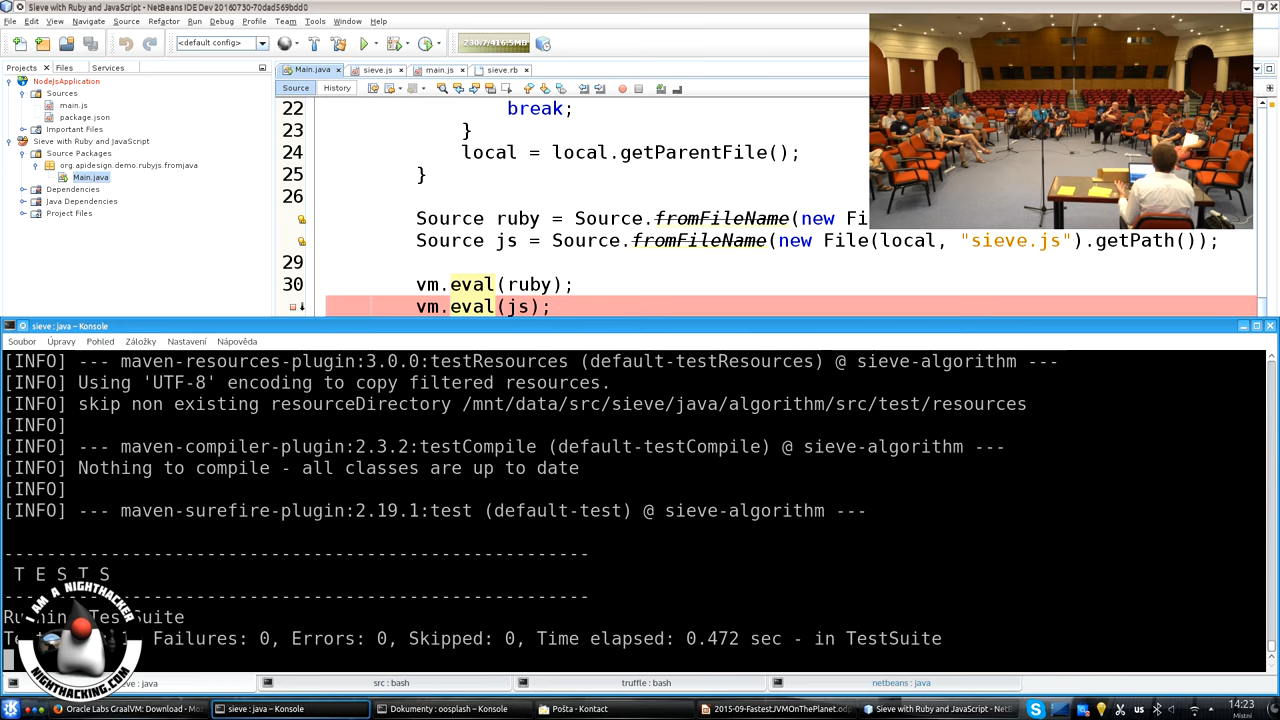 Sieve with Ruby and JavaScript - NetBeans IDE Dev 20160730-70dad569bdd0
File Edit View Navigate Source Refactor Run Debug Profile Team Tools Window Help
<default config>
230.7/416.5MB
Projects Files Services
Main.java sieve.js main.js sieve.rb
Source History
NodeJsApplication
Sources
main.js
package.json
Important Files
Sieve with Ruby and JavaScript
Source Packages
org.apidesign.demo.rubyjs.fromjava
Main.java
Dependencies
Java Dependencies
Project Files
22 break;
23 }
24 local = local.getParentFile();
25 }
26
Source ruby = Source.fromFileName(new Fi
Source js = Source.fromFileName(new File(local, "sieve.js").getPath());
29
30 vm.eval(ruby);
vm.eval(js);
sieve : java – Konsole
Soubor Úpravy Pohled Záložky Nastavení Nápověda
[INFO] --- maven-resources-plugin:3.0.0:testResources (default-testResources) @ sieve-algorithm ---
[INFO] Using 'UTF-8' encoding to copy filtered resources.
[INFO] skip non existing resourceDirectory /mnt/data/src/sieve/java/algorithm/src/test/resources
[INFO]
[INFO] --- maven-compiler-plugin:2.3.2:testCompile (default-testCompile) @ sieve-algorithm ---
[INFO] Nothing to compile - all classes are up to date
[INFO]
[INFO] --- maven-surefire-plugin:2.19.1:test (default-test) @ sieve-algorithm ---
-------------------------------------------------------
T E S T S
-------------------------------------------------------
Running TestSuite
Failures: 0, Errors: 0, Skipped: 0, Time elapsed: 0.472 sec - in TestSuite
I AM A NIGHTHACKER
NIGHTHACKING.COM
: java src : bash truffle : bash netbeans : java
Oracle Labs GraalVM: Download - Mo: sieve : java – Konsole Dokumenty : oosplash – Konsole Pošta - Kontact 2015-09-FastestJVMOnThePlanet.odp Sieve with Ruby and JavaScript - NetB us 14:23
Místní